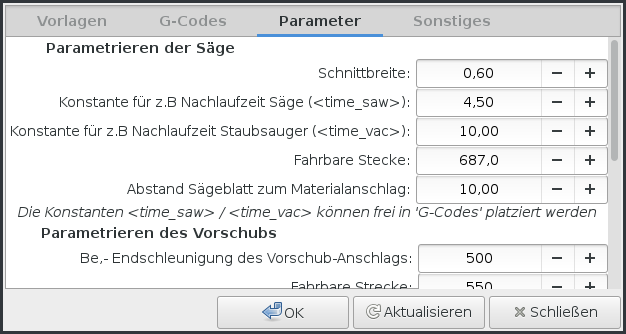 Vorlagen G-Codes Parameter Sonstiges
Parametrieren der Säge
Schnittbreite: 0,60 − +
Konstante für z.B Nachlaufzeit Säge (<time_saw>): 4,50 − +
Konstante für z.B Nachlaufzeit Staubsauger (<time_vac>): 10,00 − +
Fahrbare Stecke: 687,0 − +
Abstand Sägeblatt zum Materialanschlag: 10,00 − +
Die Konstanten <time_saw> / <time_vac> können frei in 'G-Codes' platziert werden
Parametrieren des Vorschubs
Be,- Endschleunigung des Vorschub-Anschlags: 500 − +
Fahrbare Strecke: 550 − +
OK Aktualisieren Schließen